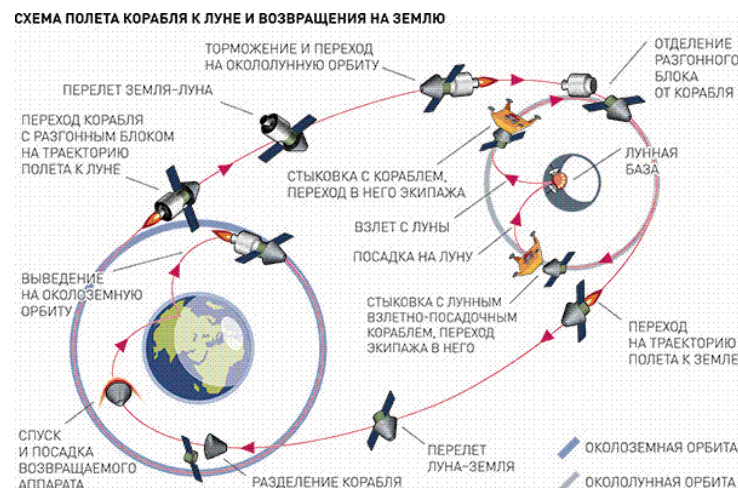 СХЕМА ПОЛЕТА КОРАБЛЯ К ЛУНЕ И ВОЗВРАЩЕНИЯ НА ЗЕМЛЮ
ТОРМОЖЕНИЕ И ПЕРЕХОД
НА ОКОЛОЛУННУЮ ОРБИТУ
ОТДЕЛЕНИЕ
РАЗГОННОГО
БЛОКА
ОТ КОРАБЛЯ
ПЕРЕЛЕТ ЗЕМЛЯ–ЛУНА
ПЕРЕХОД КОРАБЛЯ
С РАЗГОННЫМ БЛОКОМ
НА ТРАЕКТОРИЮ
ПОЛЕТА К ЛУНЕ
СТЫКОВКА С КОРАБЛЕМ,
ПЕРЕХОД В НЕГО ЭКИПАЖА
ЛУННАЯ
БАЗА
ВЗЛЕТ С ЛУНЫ
ПОСАДКА НА ЛУНУ
ВЫВЕДЕНИЕ
НА ОКОЛОЗЕМНУЮ
ОРБИТУ
СТЫКОВКА С ЛУННЫМ
ВЗЛЕТНО-ПОСАДОЧНЫМ
КОРАБЛЕМ, ПЕРЕХОД
ЭКИПАЖА В НЕГО
ПЕРЕХОД
НА ТРАЕКТОРИЮ
ПОЛЕТА К ЗЕМЛЕ
СПУСК
И ПОСАДКА
ВОЗВРАЩАЕМОГО
АППАРАТА
РАЗДЕЛЕНИЕ КОРАБЛЯ
ПЕРЕЛЕТ
ЛУНА–ЗЕМЛЯ
ОКОЛОЗЕМНАЯ ОРБИТА
ОКОЛОЛУННАЯ ОРБИТА